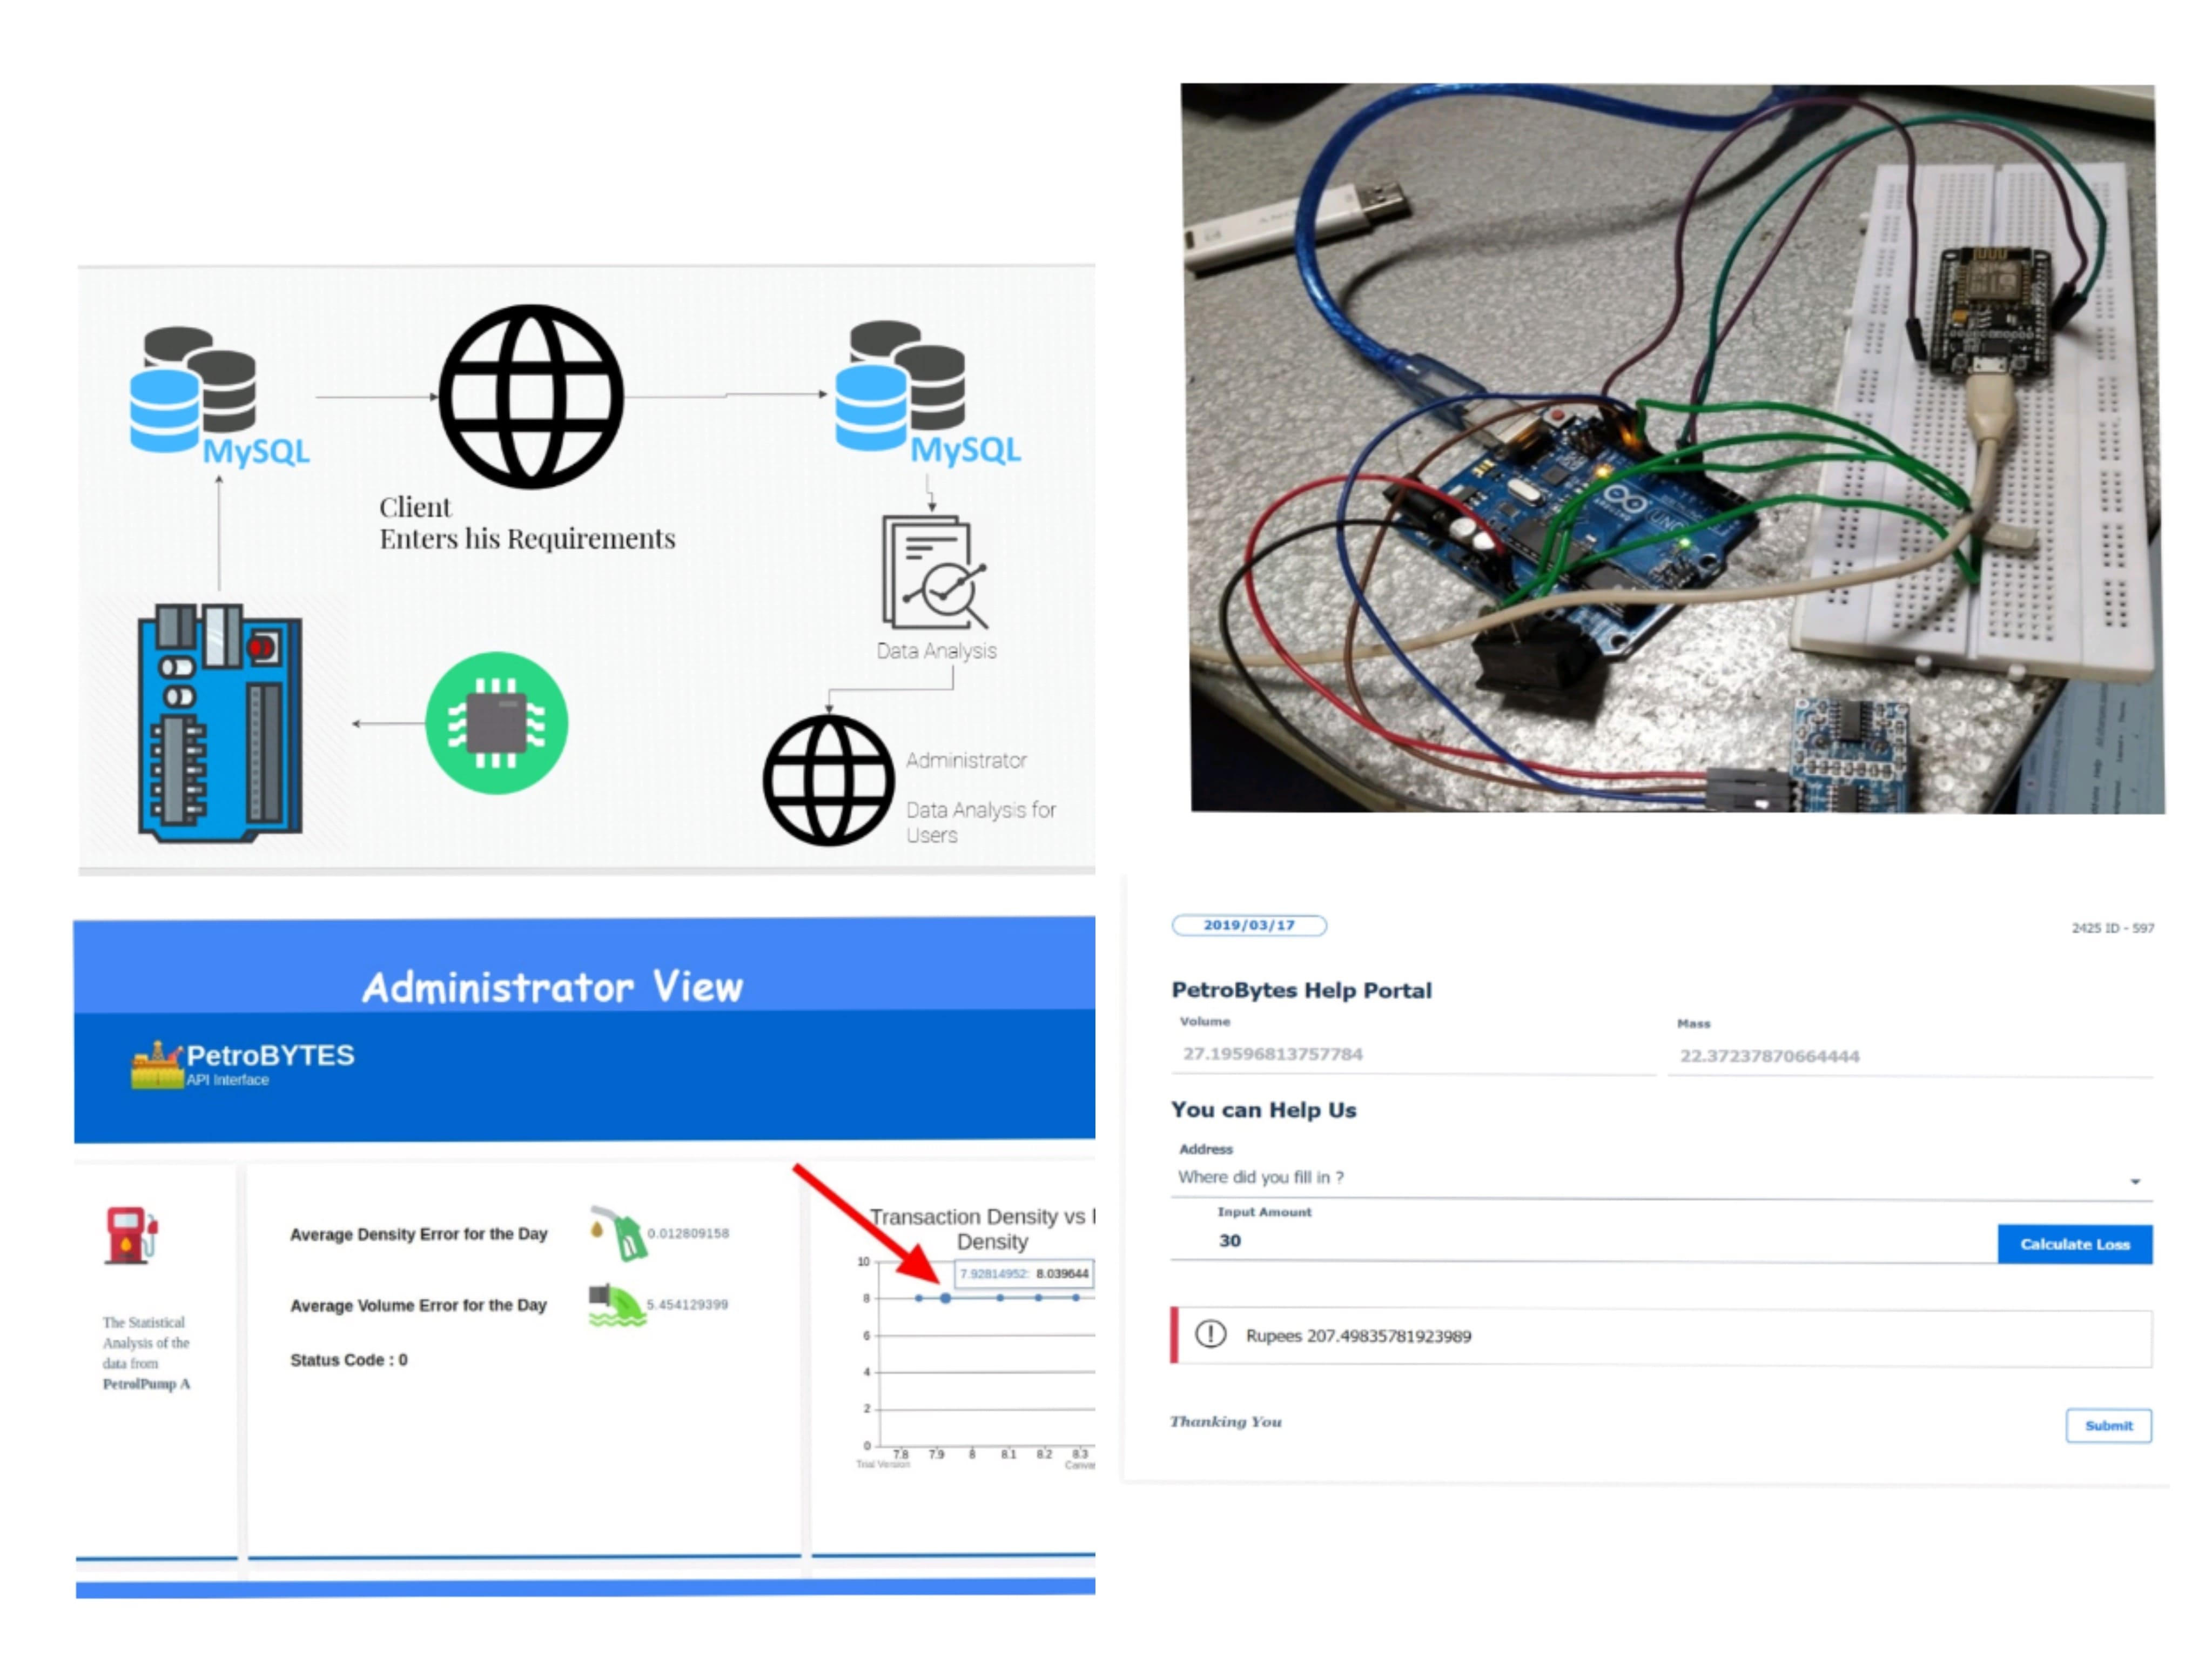 MySQL
MySQL
Client
Enters his Requirements
Data Analysis
Administrator
Data Analysis for
Users
UNO
Administrator View
PetroBYTES
API Interface
The Statistical
Analysis of the
data from
PetrolPump A
Average Density Error for the Day
0.012809158
Average Volume Error for the Day
5.454129399
Status Code : 0
Transaction Density vs
Density
7.92814952: 8.039644
10
8
6
4
2
0
7.8 7.9 8 8.1 8.2 8.3
Trial Version
2019/03/17
2425 ID - 597
PetroBytes Help Portal
Volume
Mass
27.19596813757784
22.37237870664444
You can Help Us
Address
Where did you fill in ?
Input Amount
30
Calculate Loss
Rupees 207.49835781923989
Thanking You
Submit